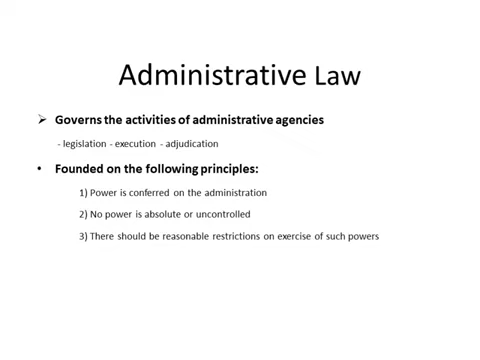 Administrative Law
➢ Governs the activities of administrative agencies
- legislation - execution - adjudication
• Founded on the following principles:
1) Power is conferred on the administration
2) No power is absolute or uncontrolled
3) There should be reasonable restrictions on exercise of such powers